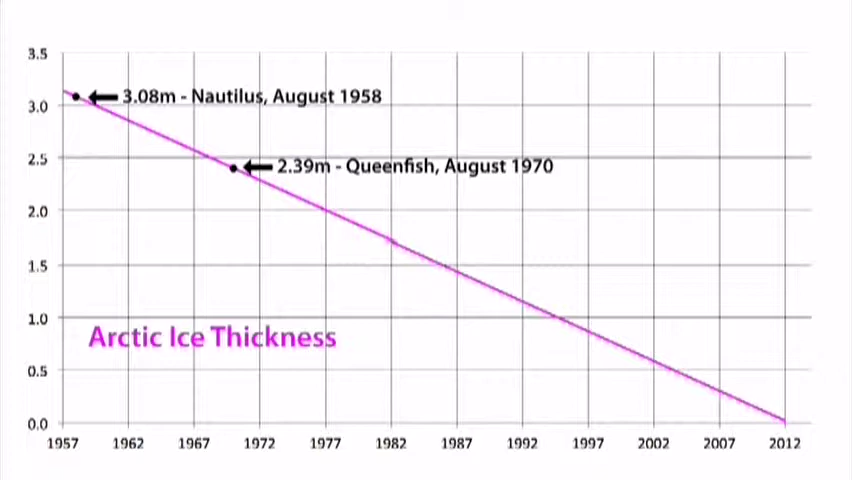 3.5
3.08m - Nautilus, August 1958
3.0
2.5
2.39m - Queenfish, August 1970
2.0
1.5
1.0
Arctic Ice Thickness
0.5
0.0
1957 1962 1967 1972 1977 1982 1987 1992 1997 2002 2007 2012